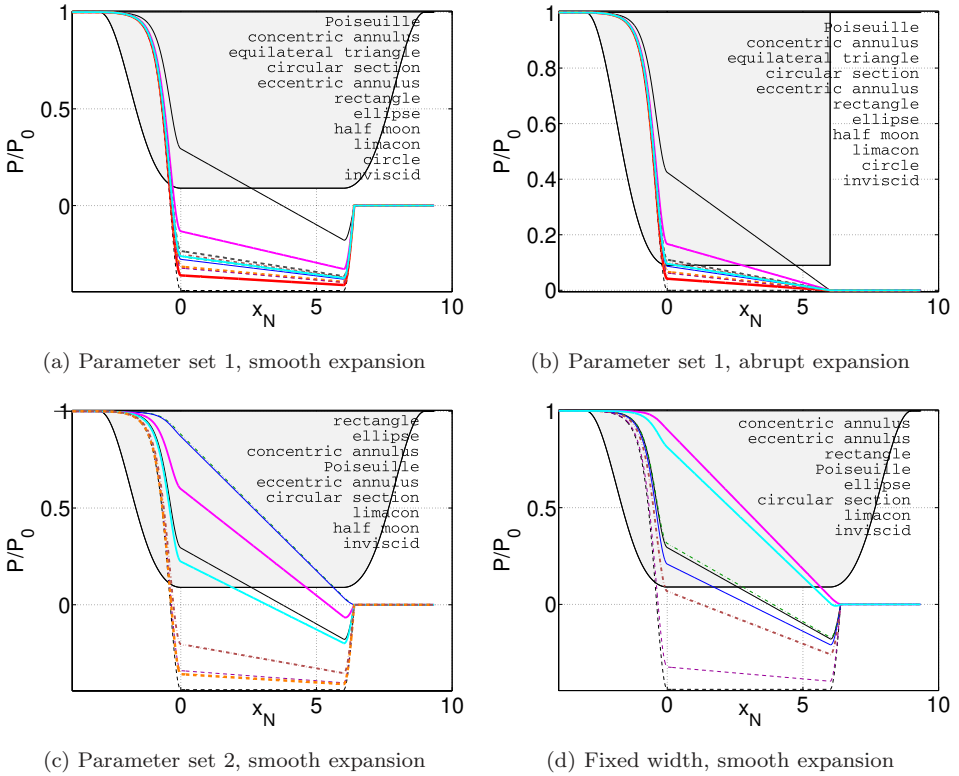 1
0.5
0
P/P0
0
5
10
xN
Poiseuille
concentric annulus
equilateral triangle
circular section
eccentric annulus
rectangle
ellipse
half moon
limacon
circle
inviscid
(a) Parameter set 1, smooth expansion
1
0.8
0.6
0.4
0.2
0
P/P0
0
5
10
xN
Poiseuille
concentric annulus
equilateral triangle
circular section
eccentric annulus
rectangle
ellipse
half moon
limacon
circle
inviscid
(b) Parameter set 1, abrupt expansion
1
0.5
0
P/P0
0
5
10
xN
rectangle
ellipse
concentric annulus
Poiseuille
eccentric annulus
circular section
limacon
half moon
inviscid
(c) Parameter set 2, smooth expansion
1
0.5
0
P/P0
0
5
10
xN
concentric annulus
eccentric annulus
rectangle
Poiseuille
ellipse
circular section
limacon
inviscid
(d) Fixed width, smooth expansion